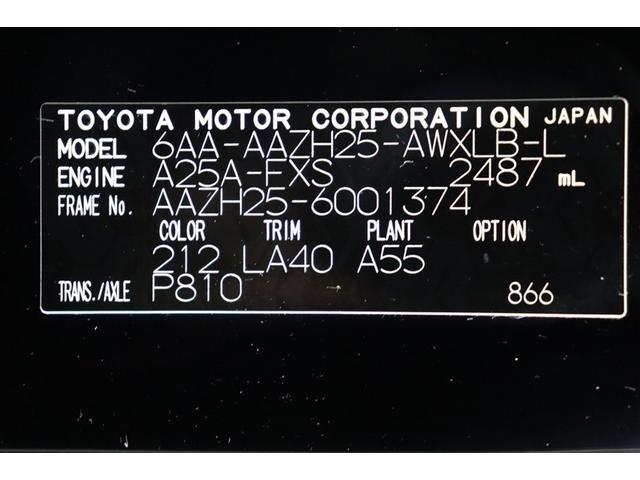 TOYOTA MOTOR CORPORATION JAPAN
MODEL 6AA-AAZH25-AWXLB-L
ENGINE A25A-FXS 2487 mL
FRAME No. AAZH25-6001374
COLOR TRIM PLANT OPTION
212 LA40 A55
TRANS./AXLE P810 866